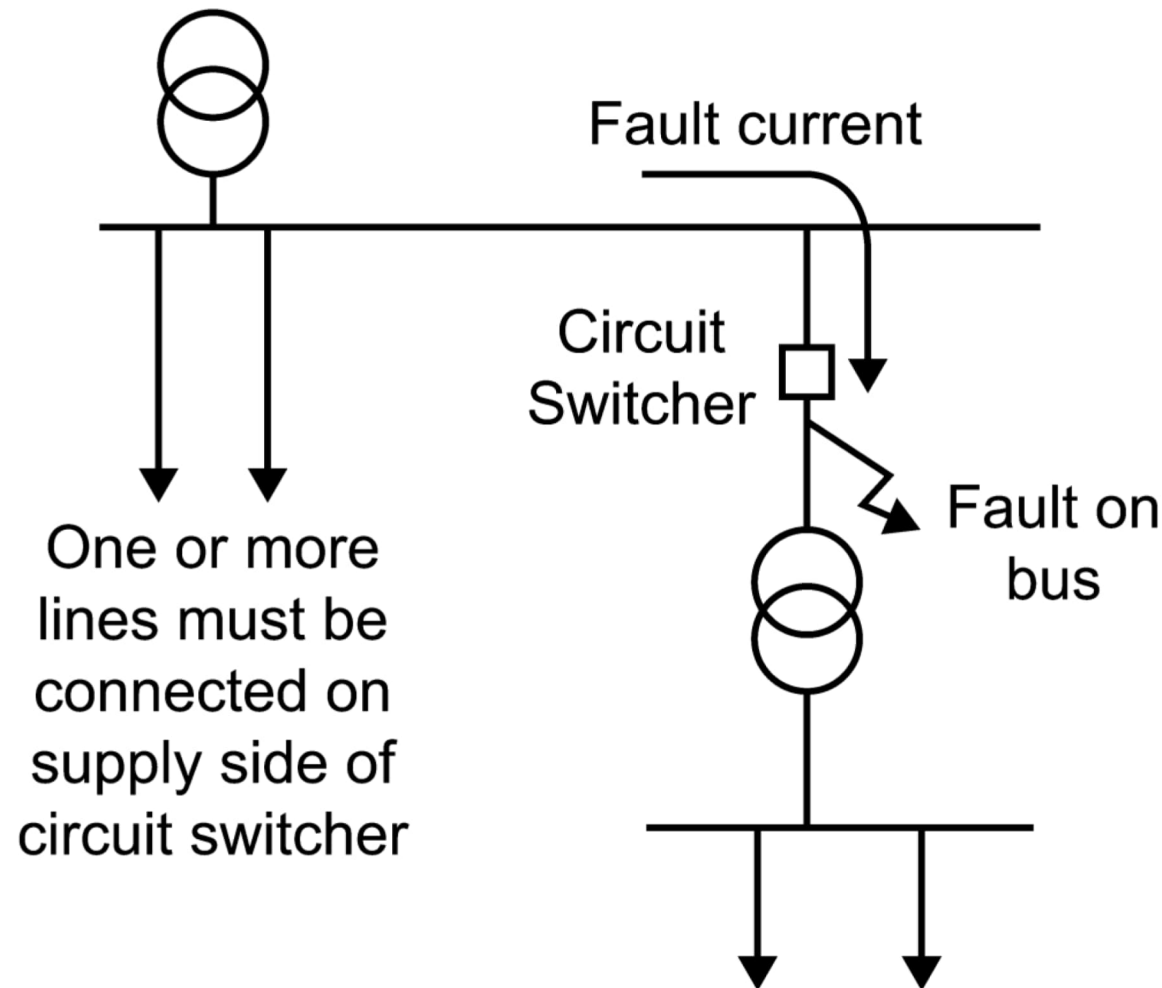 Fault current
Circuit
Switcher
Fault on
bus
One or more
lines must be
connected on
supply side of
circuit switcher